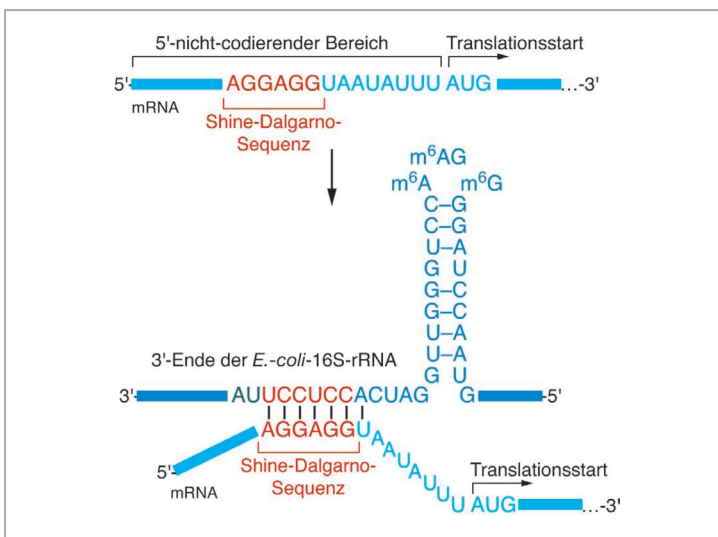 5'-nicht-codierender Bereich
Translationsstart
5'-
AGGAGGUAAUAUUU AUG
...-3'
mRNA
Shine-Dalgarno-
Sequenz
m⁶AG
m⁶A m⁶G
C–G
C–G
U–A
G U
G–C
G–C
U–A
U–A
G U
3'-Ende der E.-coli-16S-rRNA
3'-
AUUCCUCCACUAG G
-5'
AGGAGGUAAUAUUU AUG
...-3'
5'-
mRNA
Shine-Dalgarno-
Sequenz
Translationsstart